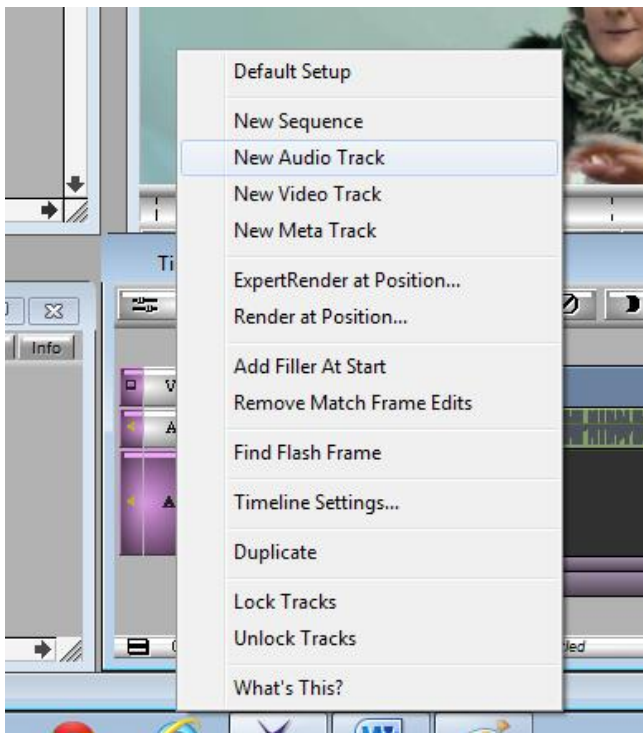 Default Setup
New Sequence
New Audio Track
New Video Track
New Meta Track
Ti
ExpertRender at Position...
Render at Position...
Info
Add Filler At Start
V
Remove Match Frame Edits
A
Find Flash Frame
A
Timeline Settings...
Duplicate
Lock Tracks
Unlock Tracks
What's This?
W